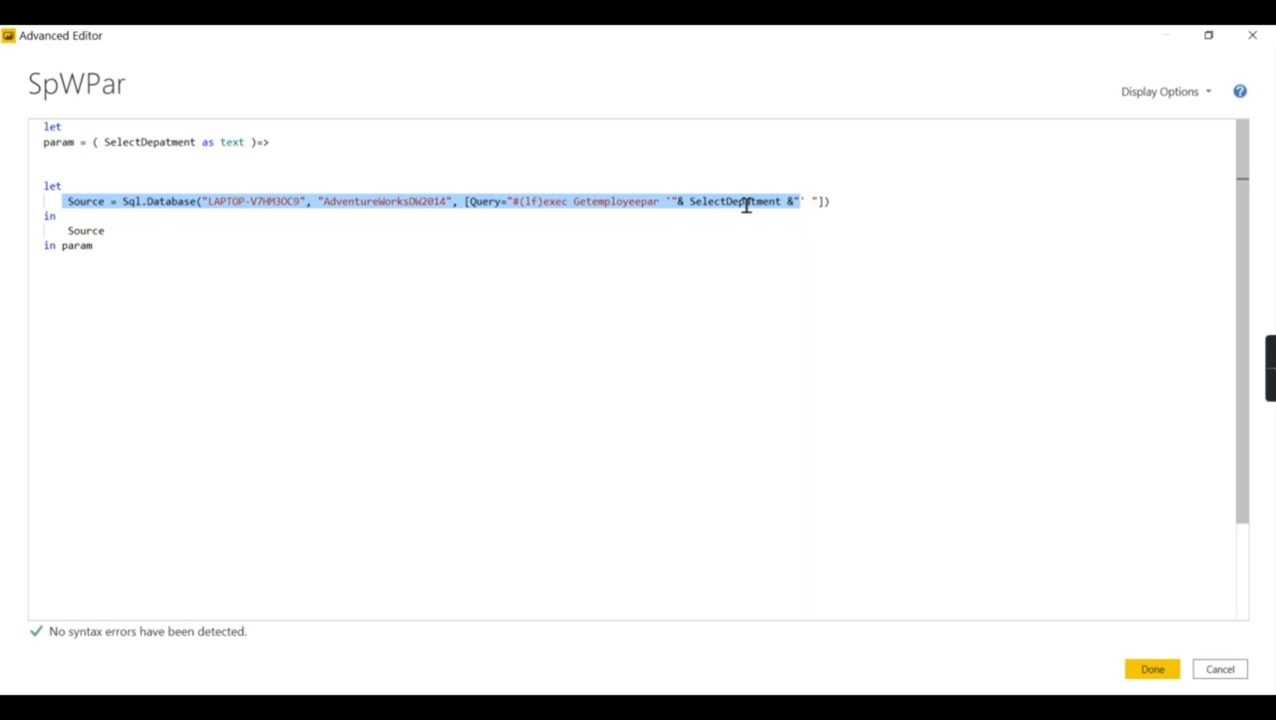 Advanced Editor
SpWPar
Display Options
?
let
param = ( SelectDepatment as text )=>
let
Source = Sql.Database("LAPTOP-V7HM3OC9", "AdventureWorksDW2014", [Query="#(lf)exec Getemployeepar '"& SelectDepatment &"' "])
in
Source
in param
No syntax errors have been detected.
Done
Cancel